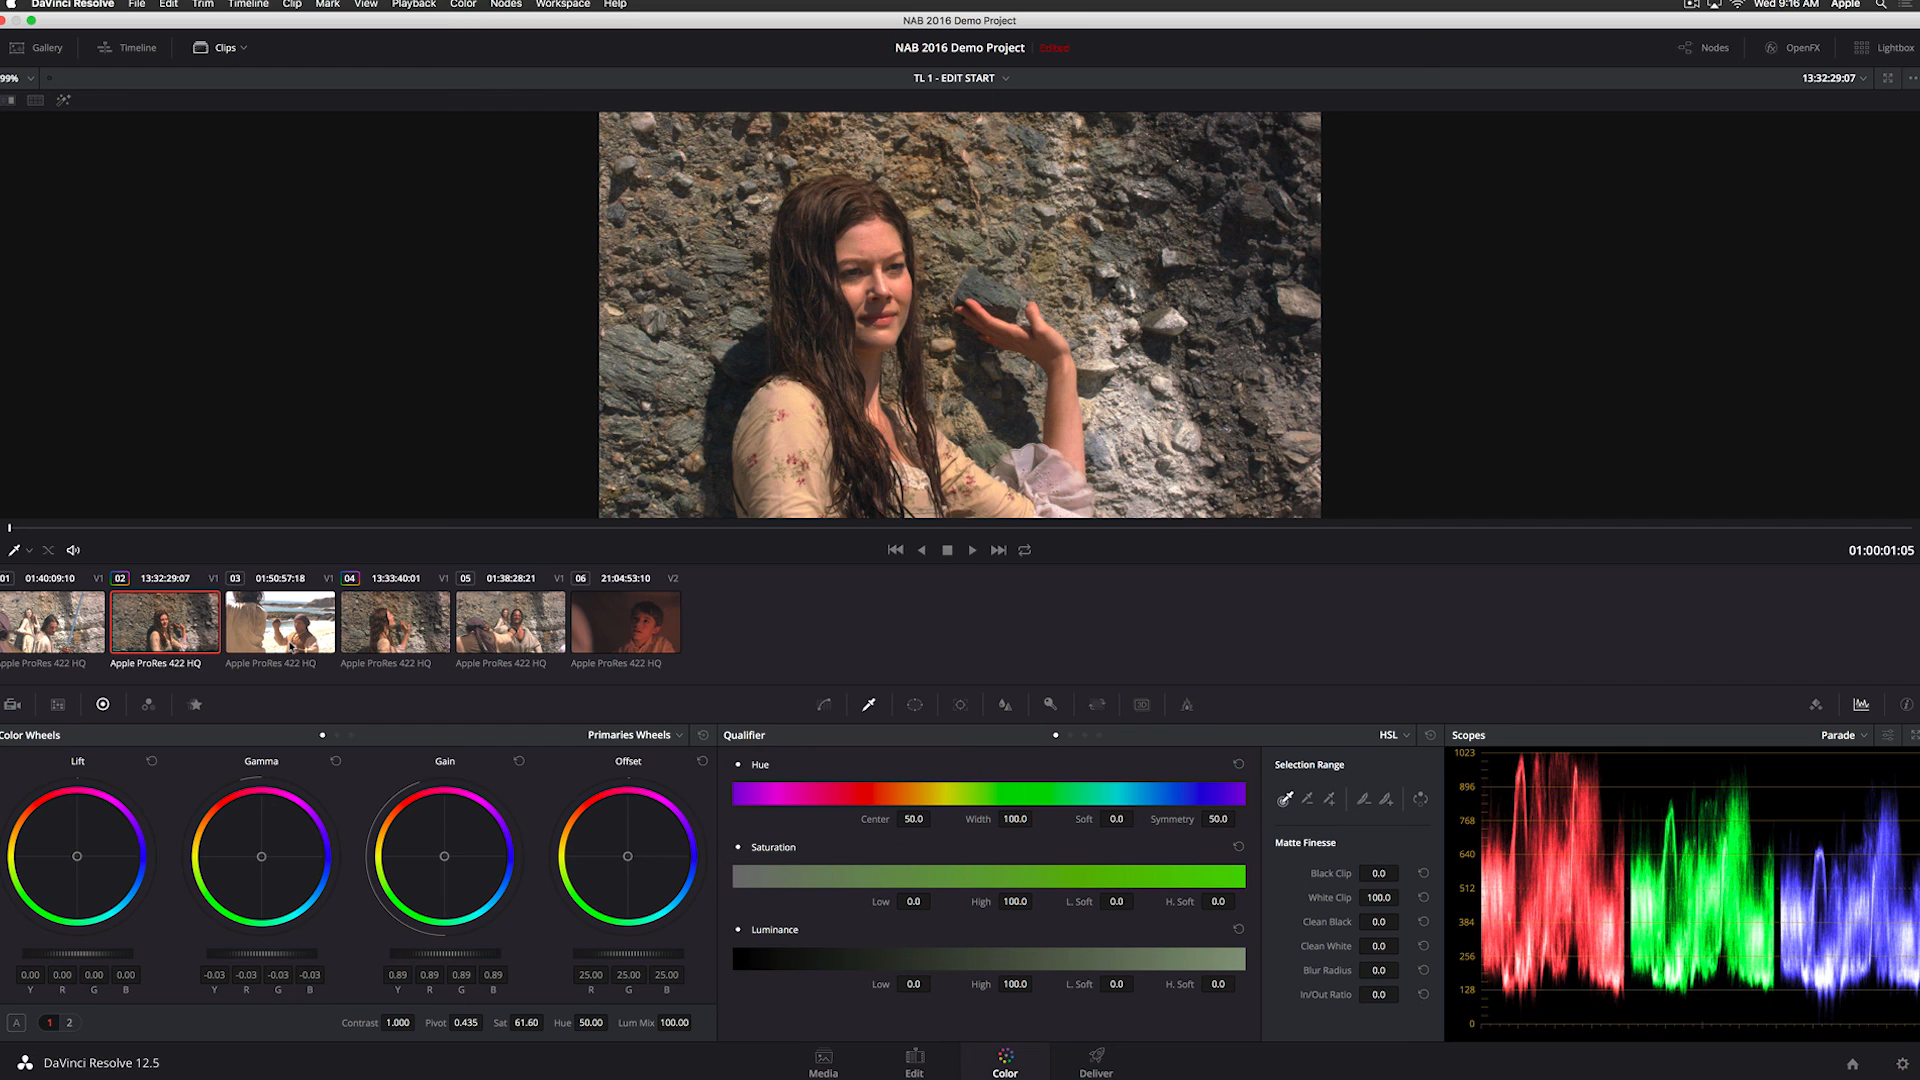 DaVinci Resolve File Edit Trim Timeline Clip Mark View Playback Color Nodes Workspace Help Wed 9:16 AM Apple
NAB 2016 Demo Project
Gallery Timeline Clips NAB 2016 Demo Project Edited Nodes OpenFX Lightbox
99% TL 1 - EDIT START 13:32:29:07
01:00:01:05
01 01:40:09:10 V1 02 13:32:29:07 V1 03 01:50:57:18 V1 04 13:33:40:01 V1 05 01:38:28:21 V1 06 21:04:53:10 V2
Apple ProRes 422 HQ Apple ProRes 422 HQ Apple ProRes 422 HQ Apple ProRes 422 HQ Apple ProRes 422 HQ Apple ProRes 422 HQ
3D
Color Wheels Primaries Wheels Qualifier HSL Scopes Parade
Lift Gamma Gain Offset
Hue
Center 50.0 Width 100.0 Soft 0.0 Symmetry 50.0
Saturation
Low 0.0 High 100.0 L. Soft 0.0 H. Soft 0.0
Luminance
Low 0.0 High 100.0 L. Soft 0.0 H. Soft 0.0
Selection Range
Matte Finesse
Black Clip 0.0
White Clip 100.0
Clean Black 0.0
Clean White 0.0
Blur Radius 0.0
In/Out Ratio 0.0
1023
896
768
640
512
384
256
128
0
0.00 0.00 0.00 0.00 -0.03 -0.03 -0.03 -0.03 0.89 0.89 0.89 0.89 25.00 25.00 25.00
Y R G B Y R G B Y R G B R G B
A 1 2 Contrast 1.000 Pivot 0.435 Sat 61.60 Hue 50.00 Lum Mix 100.00
DaVinci Resolve 12.5 Media Edit Color Deliver